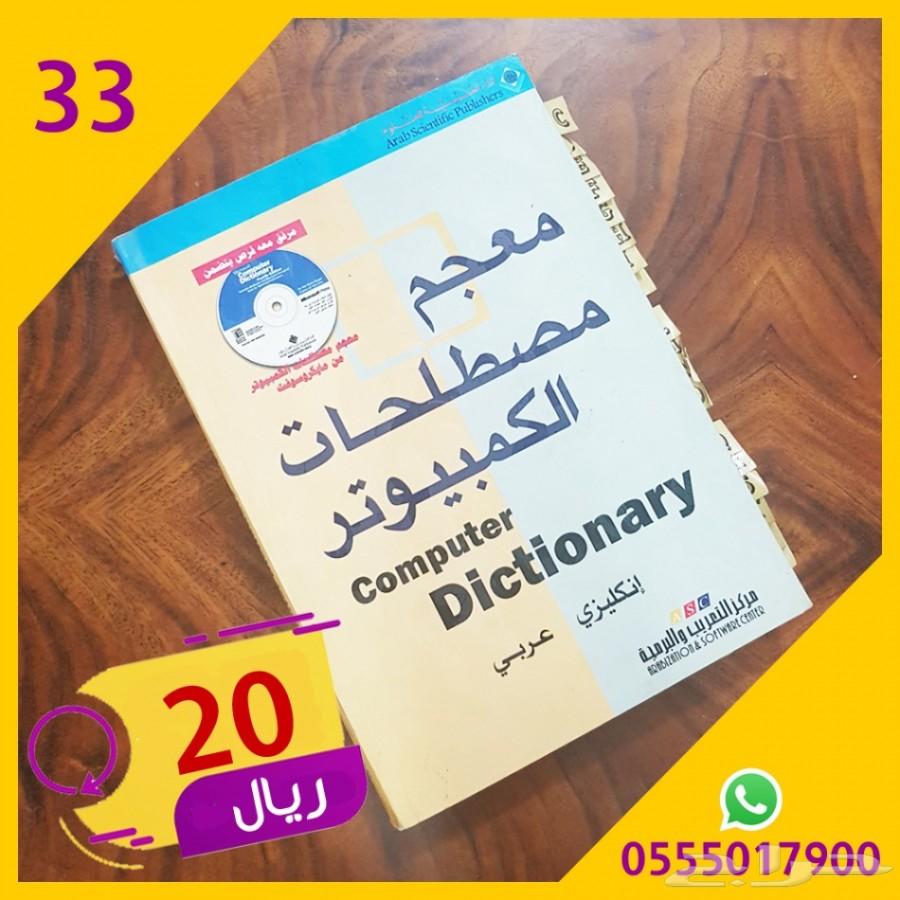 33
Arab Scientific Publishers
مرفق معه قرص يتضمن
Computer
Dictionary
معجم مصطلحات الكمبيوتر
من مايكروسوفت
معجم
مصطلحات
الكمبيوتر
Computer
Dictionary
إنكليزي عربي
ASC
مركز التعريب والبرمجة
ARABIZATION & SOFTWARE CENTER
20
ريال
0555017900
حراج